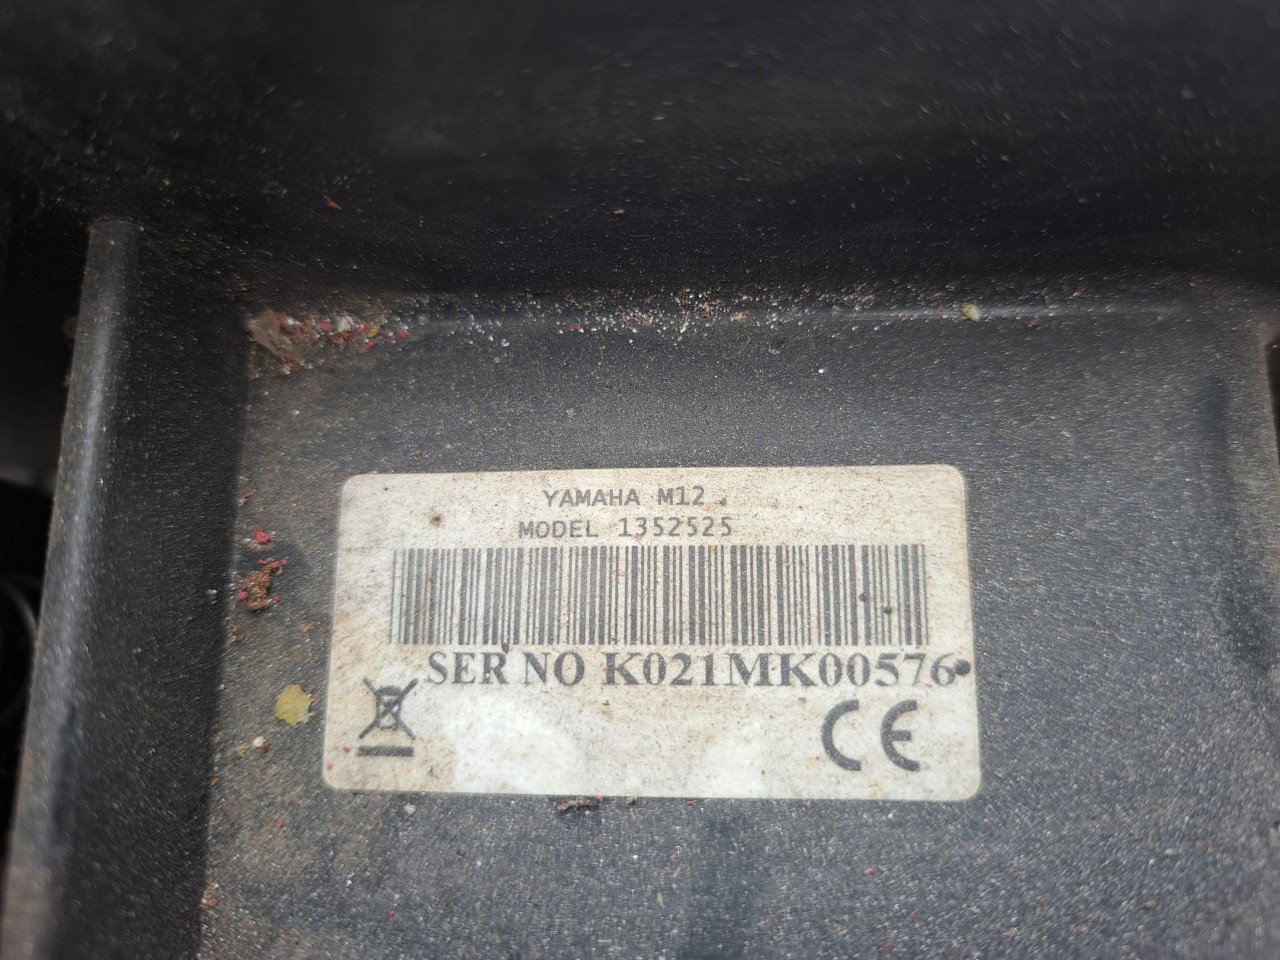 YAMAHA M12
MODEL 1352525
SER NO K021MK00576
CE